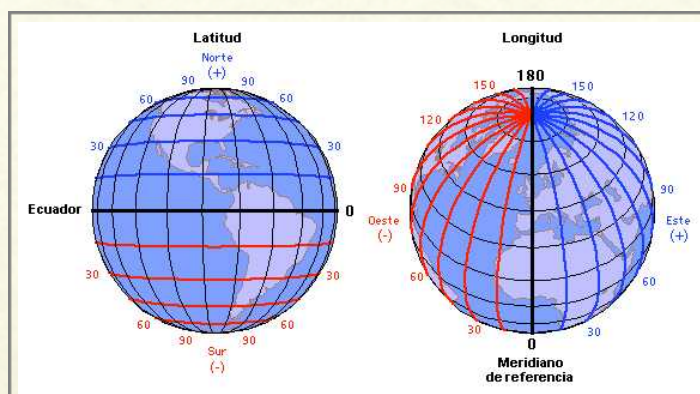 Latitud
Norte
(+)
90 90
60 60
30 30
Ecuador 0
30 30
60 60
90 90
Sur
(-)
Longitud
180
150 150
120 120
90 90
Oeste
(-)
Este
(+)
60 60
30 30
0
Meridiano
de referencia